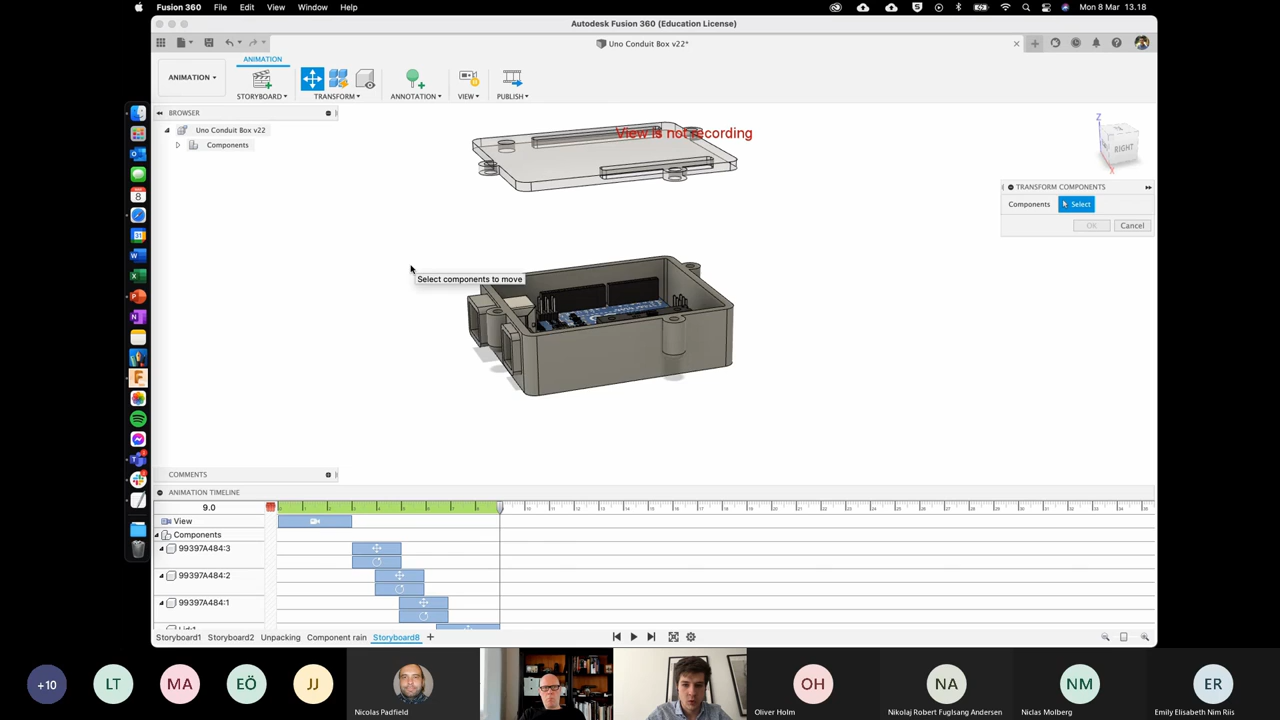 Fusion 360 File Edit View Window Help
Mon 8 Mar 13.18
Autodesk Fusion 360 (Education License)
Uno Conduit Box v22*
ANIMATION
ANIMATION
STORYBOARD
TRANSFORM
ANNOTATION
VIEW
PUBLISH
BROWSER
Uno Conduit Box v22
Components
View is not recording
Z
RIGHT
X
TRANSFORM COMPONENTS
Components Select
OK Cancel
Select components to move
COMMENTS
ANIMATION TIMELINE
9.0
View
Components
99397A484:3
99397A484:2
99397A484:1
Storyboard1 Storyboard2 Unpacking Component rain Storyboard8 +
+10 LT MA EÖ JJ OH NA NM ER
Nicolas Padfield
Oliver Holm
Nikolaj Robert Fuglsang Andersen
Niclas Molberg
Emily Elisabeth Nim Riis